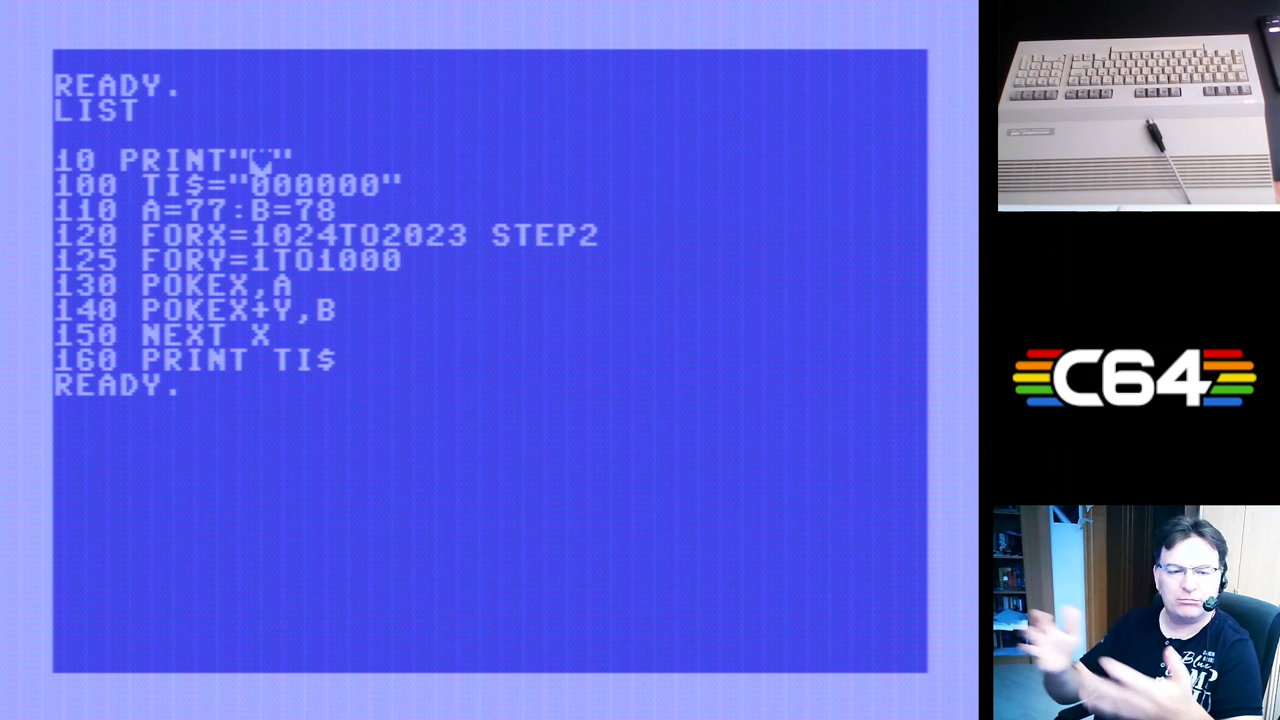 READY.
LIST
10 PRINT"♥"
100 TI$="000000"
110 A=77:B=78
120 FORX=1024TO2023 STEP2
125 FORY=1TO1000
130 POKEX,A
140 POKEX+Y,B
150 NEXT X
160 PRINT TI$
READY.
C64